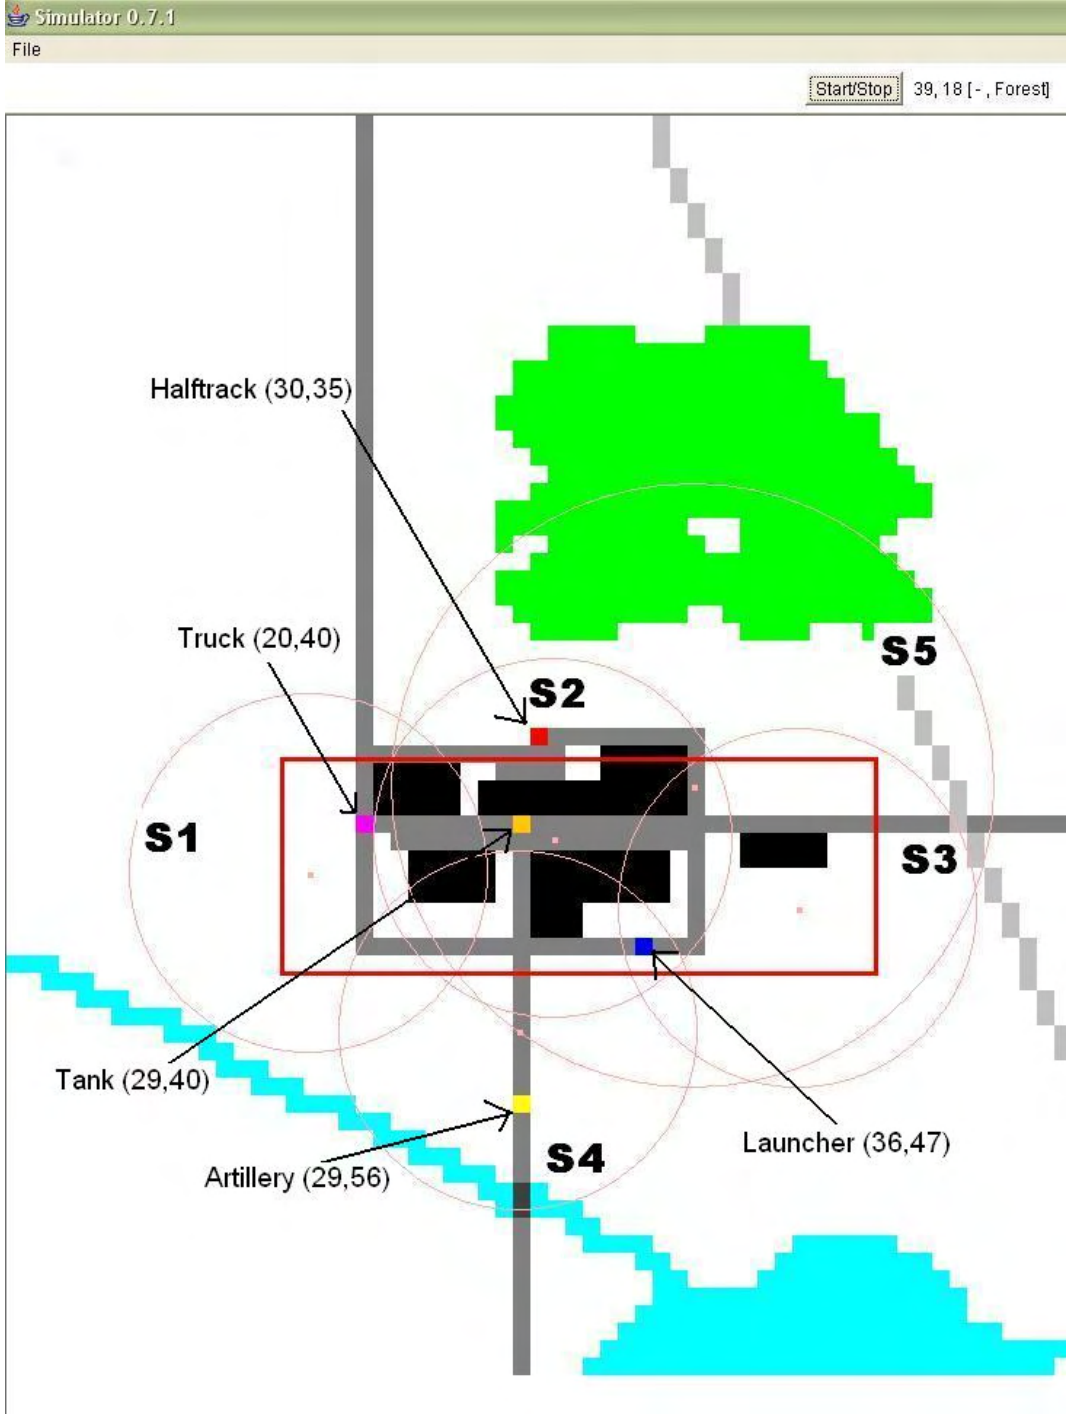 Simulator 0.7.1
File
Start/Stop 39, 18 [ - , Forest]
Halftrack (30,35)
Truck (20,40)
S5
S2
S1
S3
Tank (29,40)
Launcher (36,47)
S4
Artillery (29,56)